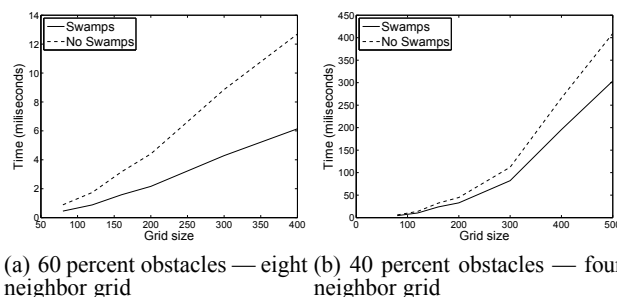 Swamps
No Swamps
14
12
10
8
6
4
2
0
Time (miliseconds)
50 100 150 200 250 300 350 400
Grid size
Swamps
No Swamps
450
400
350
300
250
200
150
100
50
0
Time (miliseconds)
0 100 200 300 400 500
Grid size
(a) 60 percent obstacles — eight
neighbor grid
(b) 40 percent obstacles — four
neighbor grid